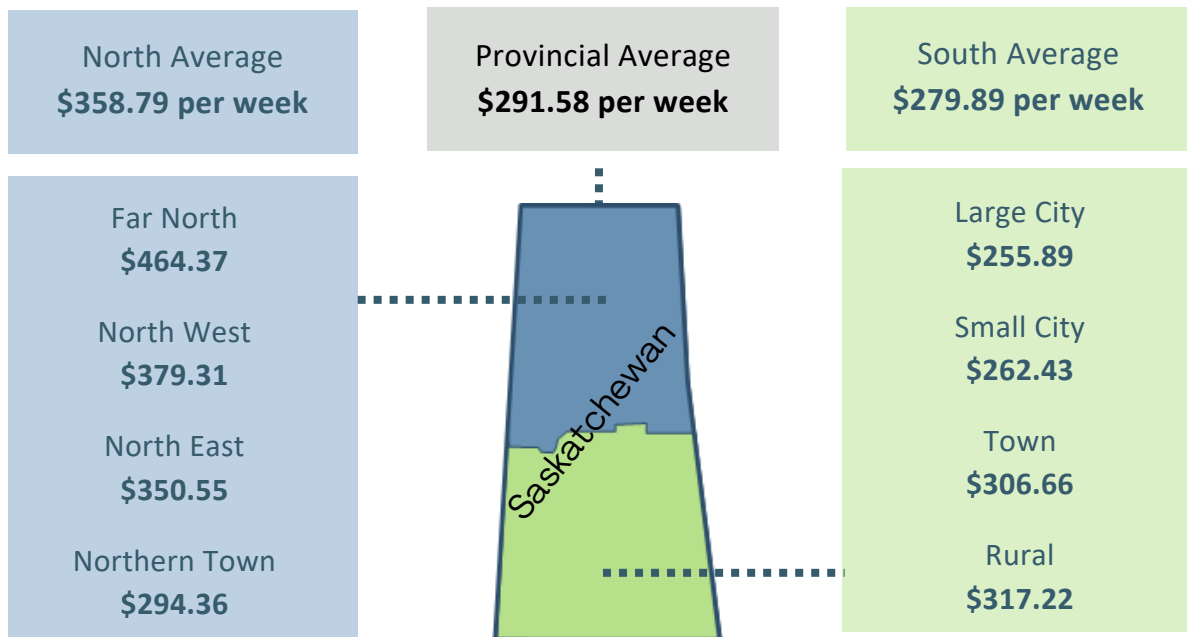 North Average
$358.79 per week
Provincial Average
$291.58 per week
South Average
$279.89 per week
Far North
$464.37
North West
$379.31
North East
$350.55
Northern Town
$294.36
Saskatchewan
Large City
$255.89
Small City
$262.43
Town
$306.66
Rural
$317.22